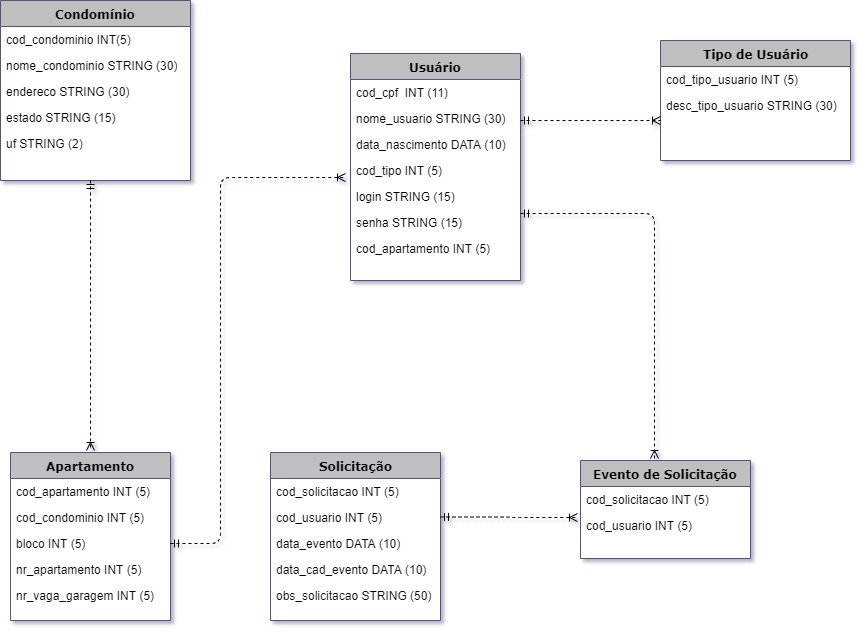 Condomínio
cod_condominio INT(5)
nome_condominio STRING (30)
endereco STRING (30)
estado STRING (15)
uf STRING (2)
Usuário
cod_cpf  INT (11)
nome_usuario STRING (30)
data_nascimento DATA (10)
cod_tipo INT (5)
login STRING (15)
senha STRING (15)
cod_apartamento INT (5)
Tipo de Usuário
cod_tipo_usuario INT (5)
desc_tipo_usuario STRING (30)
Apartamento
cod_apartamento INT (5)
cod_condominio INT (5)
bloco INT (5)
nr_apartamento INT (5)
nr_vaga_garagem INT (5)
Solicitação
cod_solicitacao INT (5)
cod_usuario INT (5)
data_evento DATA (10)
data_cad_evento DATA (10)
obs_solicitacao STRING (50)
Evento de Solicitação
cod_solicitacao INT (5)
cod_usuario INT (5)